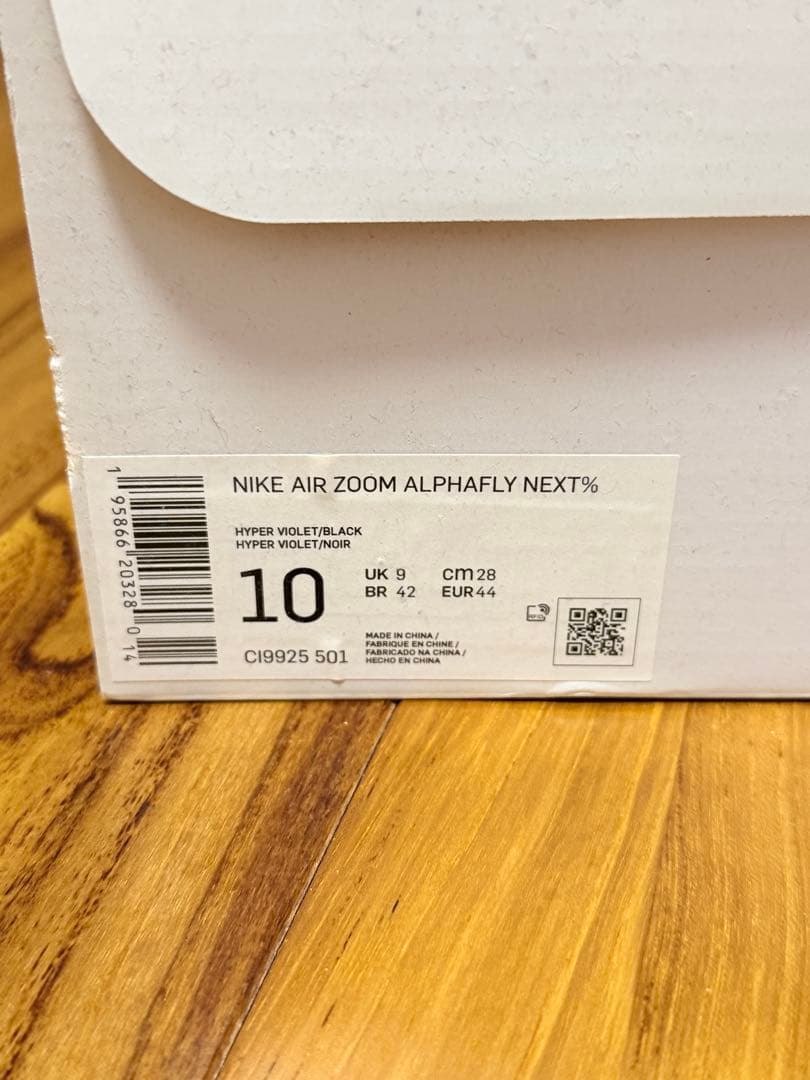 NIKE AIR ZOOM ALPHAFLY NEXT%
HYPER VIOLET/BLACK
HYPER VIOLET/NOIR
10
UK 9 cm 28
BR 42 EUR 44
CI9925 501
MADE IN CHINA /
FABRIQUE EN CHINE /
FABRICADO NA CHINA /
HECHO EN CHINA
1 95866 20328 0 14